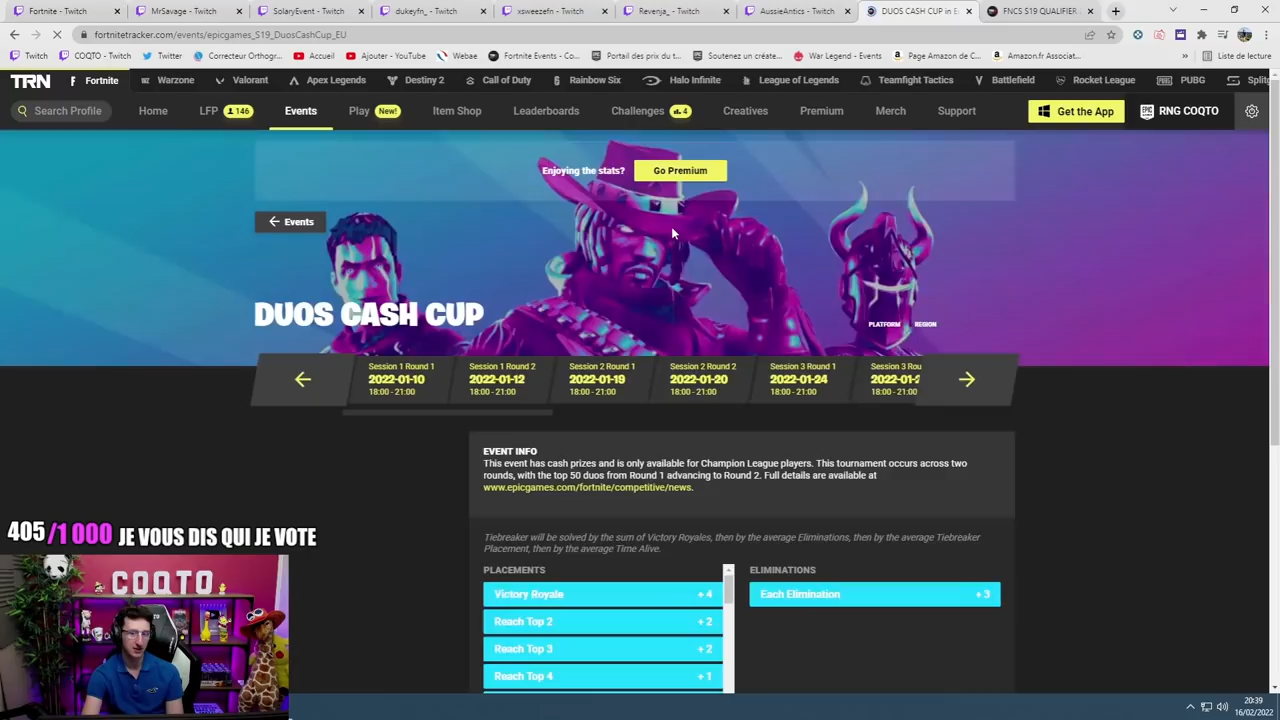 Fortnite - Twitch
MrSavage - Twitch
SolaryEvent - Twitch
dukeyfn_ - Twitch
xsweezefn - Twitch
Revenja_ - Twitch
AussieAntics - Twitch
DUOS CASH CUP in E
FNCS S19 QUALIFIER
fortnitetracker.com/events/epicgames_S19_DuosCashCup_EU
Twitch
COQTO - Twitch
Twitter
Correcteur Orthogr...
Accueil
Ajouter - YouTube
Webae
Fortnite Events - Co...
Portail des prix du t...
Soutenez un créate...
War Legend - Events
Page Amazon de C...
Amazon.fr Associat...
Liste de lecture
TRN
Fortnite
Warzone
Valorant
Apex Legends
Destiny 2
Call of Duty
Rainbow Six
Halo Infinite
League of Legends
Teamfight Tactics
Battlefield
Rocket League
PUBG
Splitg
Search Profile
Home
LFP 146
Events
Play New!
Item Shop
Leaderboards
Challenges 4
Creatives
Premium
Merch
Support
Get the App
RNG COQTO
Enjoying the stats? Go Premium
Events
DUOS CASH CUP
PLATFORM REGION
Session 1 Round 1
2022-01-10
18:00 - 21:00
Session 1 Round 2
2022-01-12
18:00 - 21:00
Session 2 Round 1
2022-01-19
18:00 - 21:00
Session 2 Round 2
2022-01-20
18:00 - 21:00
Session 3 Round 1
2022-01-24
18:00 - 21:00
Session 3 Rou
2022-01-2
18:00 - 21:00
EVENT INFO
This event has cash prizes and is only available for Champion League players. This tournament occurs across two
rounds, with the top 50 duos from Round 1 advancing to Round 2. Full details are available at
www.epicgames.com/fortnite/competitive/news.
Tiebreaker will be solved by the sum of Victory Royales, then by the average Eliminations, then by the average Tiebreaker
Placement, then by the average Time Alive.
PLACEMENTS
Victory Royale + 4
Reach Top 2 + 2
Reach Top 3 + 2
Reach Top 4 + 1
ELIMINATIONS
Each Elimination + 3
405/1 000 JE VOUS DIS QUI JE VOTE
COQTO
20:39
16/02/2022